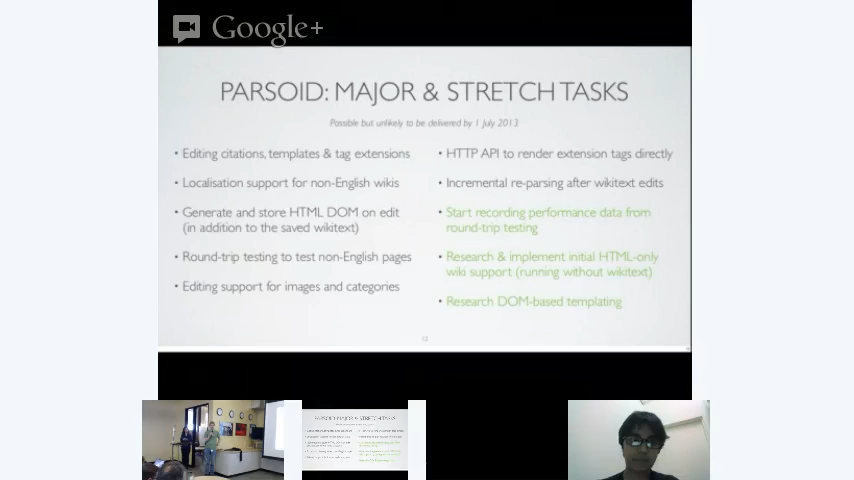 Google+
PARSOID: MAJOR & STRETCH TASKS
Possible but unlikely to be delivered by 1 July 2013
• Editing citations, templates & tag extensions
• Localisation support for non-English wikis
• Generate and store HTML DOM on edit
(in addition to the saved wikitext)
• Round-trip testing to test non-English pages
• Editing support for images and categories
• HTTP API to render extension tags directly
• Incremental re-parsing after wikitext edits
• Start recording performance data from
round-trip testing
• Research & implement initial HTML-only
wiki support (running without wikitext)
• Research DOM-based templating
PARSOID: MAJOR & STRETCH TASKS